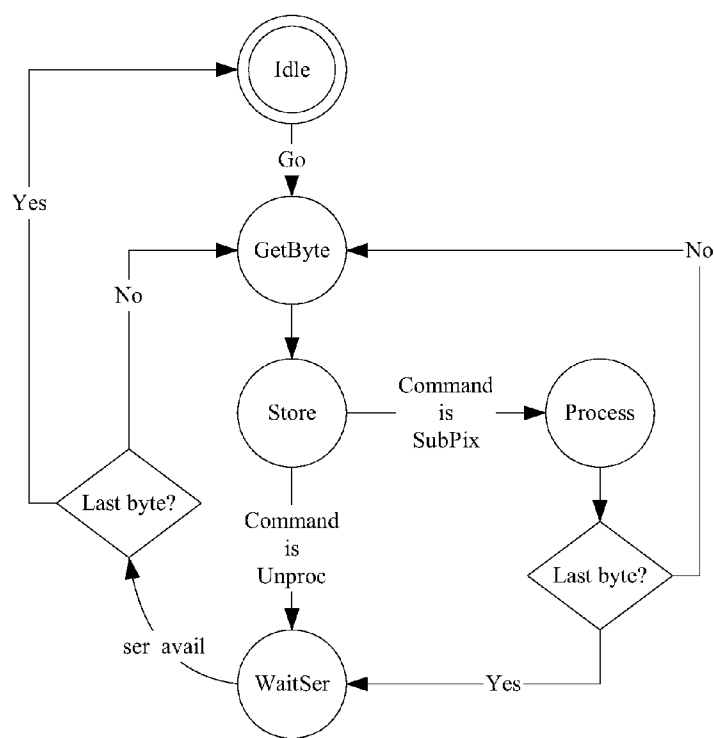 Idle
Go
Yes
GetByte
No
No
Store
Command
is
SubPix
Process
Last byte?
Command
is
Unproc
Last byte?
ser avail
WaitSer
Yes